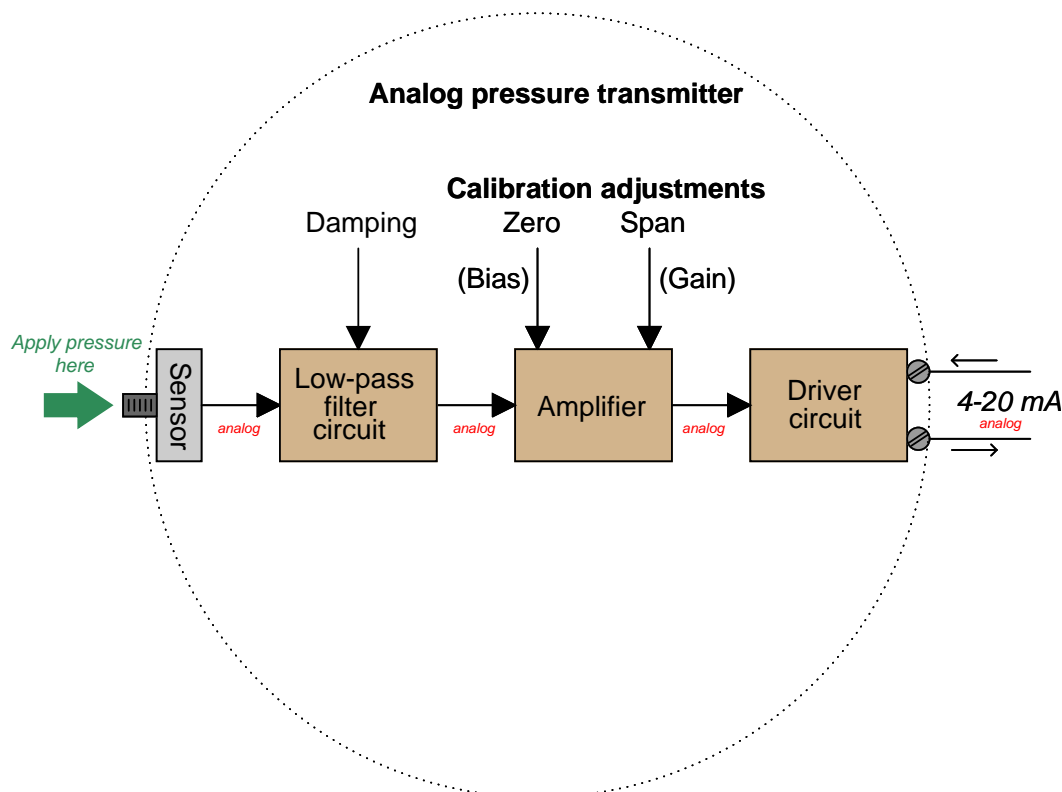 Analog pressure transmitter
Calibration adjustments
Damping
Zero
Span
(Bias)
(Gain)
Apply pressure
here
Sensor
analog
Low-pass
filter
circuit
analog
Amplifier
analog
Driver
circuit
4-20 mA
analog